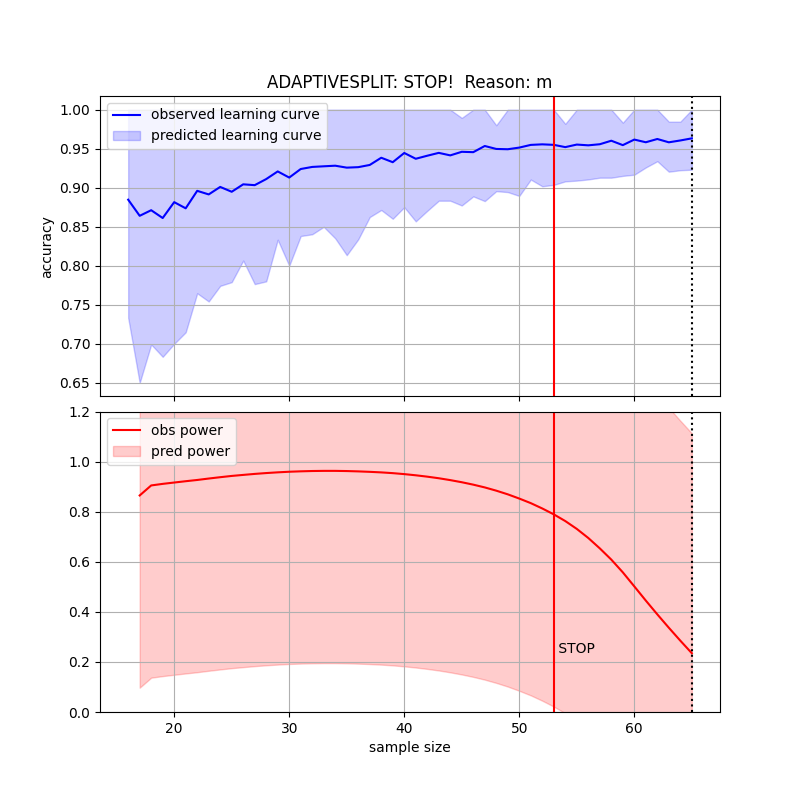 ADAPTIVESPLIT: STOP!  Reason: m
observed learning curve
predicted learning curve
1.00
0.95
0.90
0.85
0.80
0.75
0.70
0.65
accuracy
obs power
pred power
1.2
1.0
0.8
0.6
0.4
0.2
0.0
STOP
20 30 40 50 60
sample size